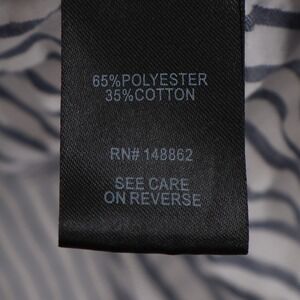 65%POLYESTER
35%COTTON
RN# 148862
SEE CARE
ON REVERSE